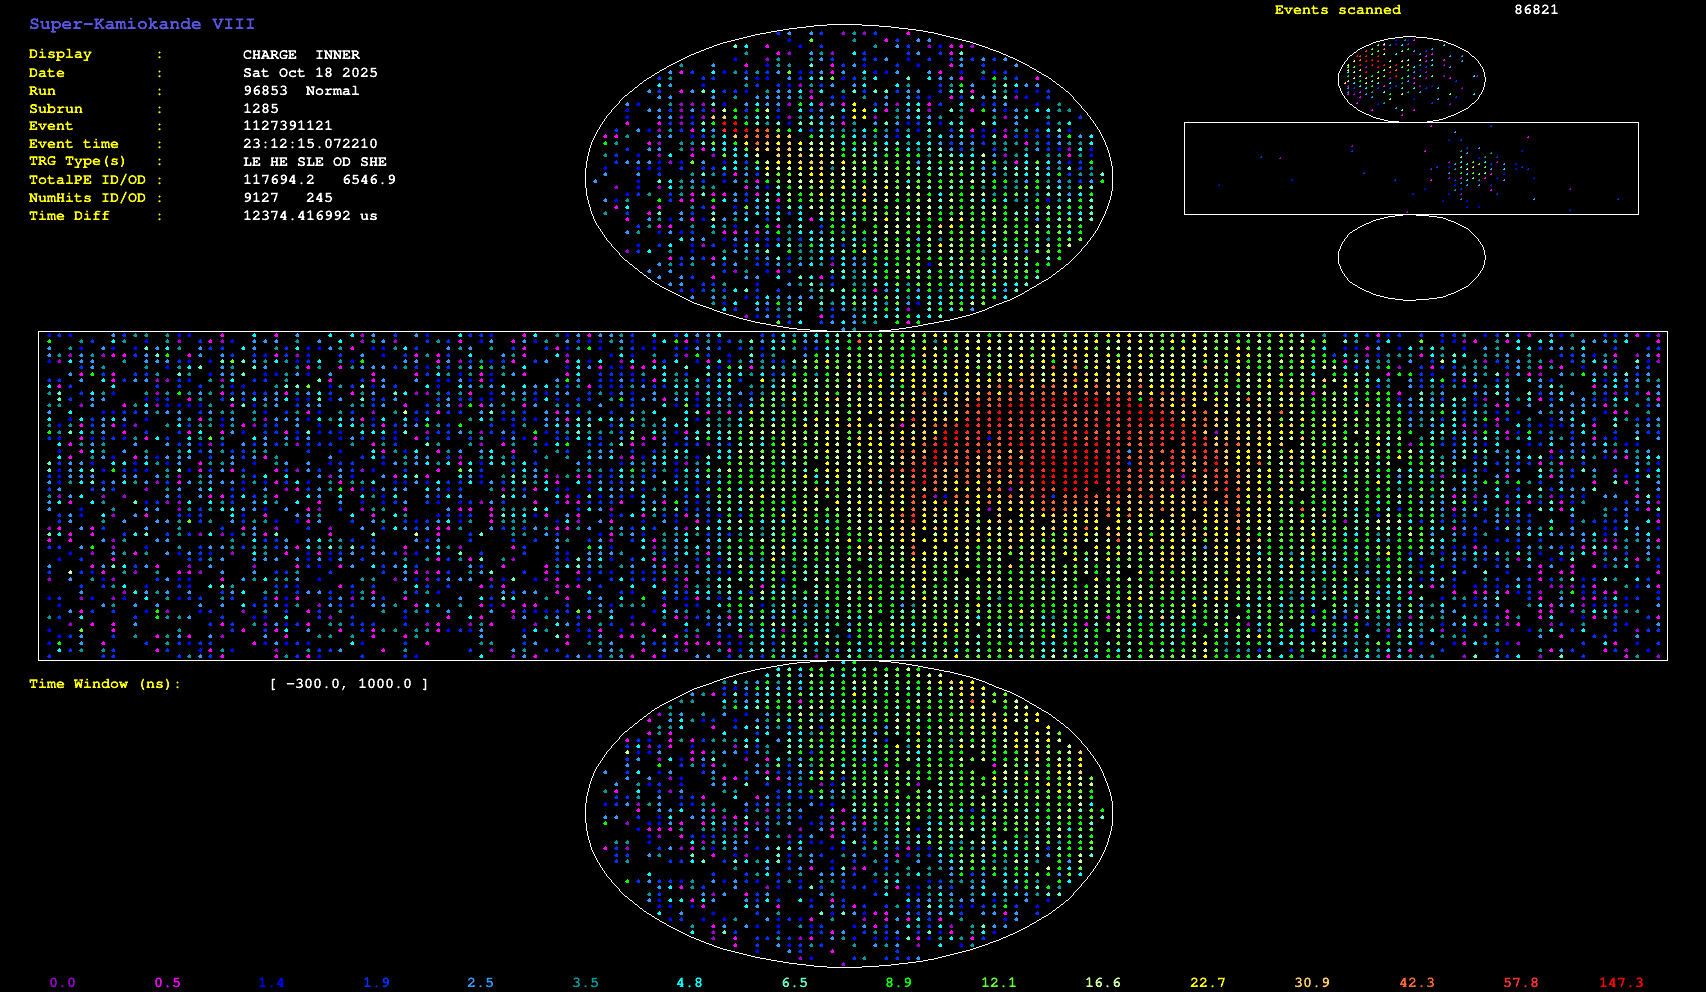 Super-Kamiokande VIII
Events scanned 86821
Display : CHARGE INNER
Date : Sat Oct 18 2025
Run : 96853 Normal
Subrun : 1285
Event : 1127391121
Event time : 23:12:15.072210
TRG Type(s) : LE HE SLE OD SHE
TotalPE ID/OD : 117694.2 6546.9
NumHits ID/OD : 9127 245
Time Diff : 12374.416992 us
Time Window (ns): [ -300.0, 1000.0 ]
0.0 0.5 1.4 1.9 2.5 3.5 4.8 6.5 8.9 12.1 16.6 22.7 30.9 42.3 57.8 147.3